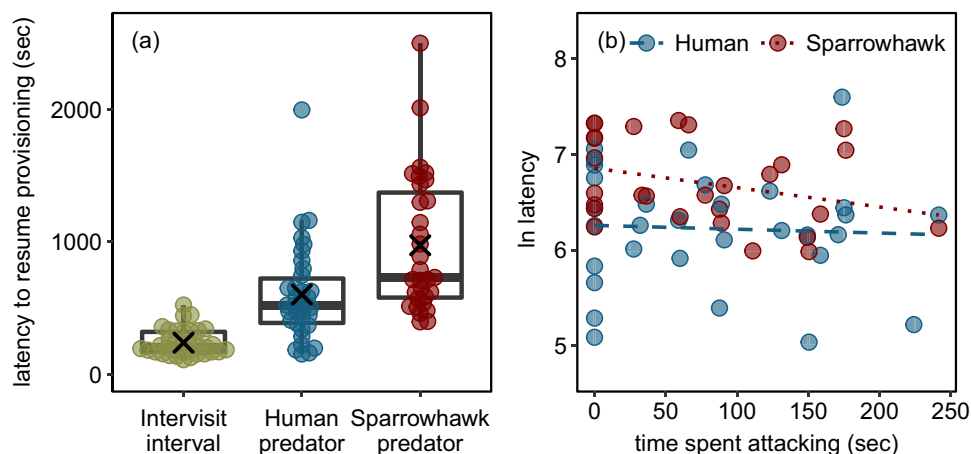 (a)
latency to resume provisioning (sec)
2000
1000
0
Intervisit
interval
Human
predator
Sparrowhawk
predator
(b)
Human
Sparrowhawk
ln latency
8
7
6
5
0
50
100
150
200
250
time spent attacking (sec)